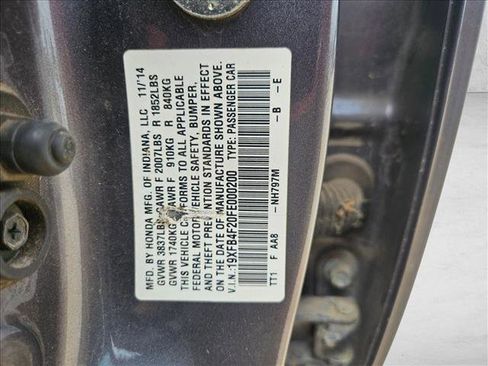 MFD. BY HONDA MFG. OF INDIANA, LLC 11/14
GVWR 3837LBS GAWR F 2007LBS R 1852LBS
GVWR 1740KG GAWR F 910KG R 840KG
THIS VEHICLE CONFORMS TO ALL APPLICABLE
FEDERAL MOTOR VEHICLE SAFETY, BUMPER,
AND THEFT PREVENTION STANDARDS IN EFFECT
ON THE DATE OF MANUFACTURE SHOWN ABOVE.
V.I.N.:19XFB4F20FE000200 TYPE: PASSENGER CAR
NH797M -B -E
TT1 F AA8